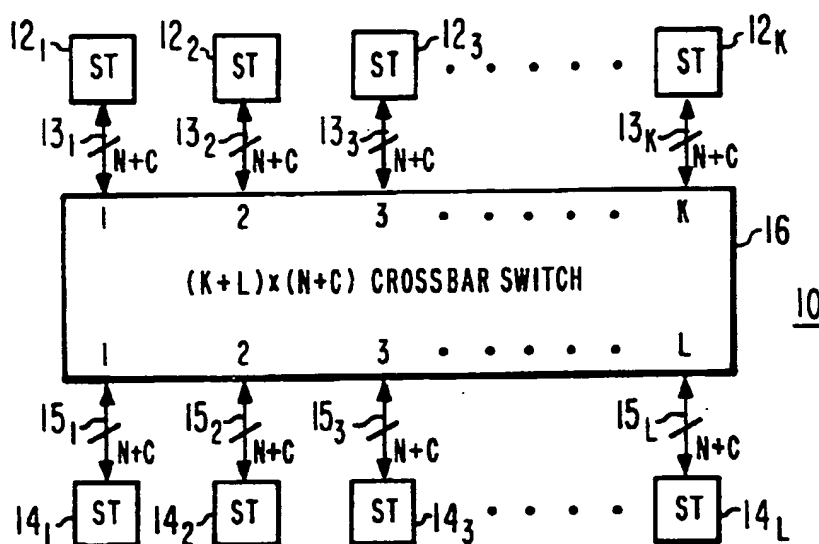 12₁ ST 12₂ ST 12₃ ST • • • • • 12K ST
13₁ N+C 13₂ N+C 13₃ N+C 13K N+C
1 2 3 • • • • • K 16
(K+L)x(N+C) CROSSBAR SWITCH
10
1 2 3 • • • • • L
15₁ N+C 15₂ N+C 15₃ N+C 15L N+C
14₁ ST 14₂ ST ST 14₃ • • • • ST 14L